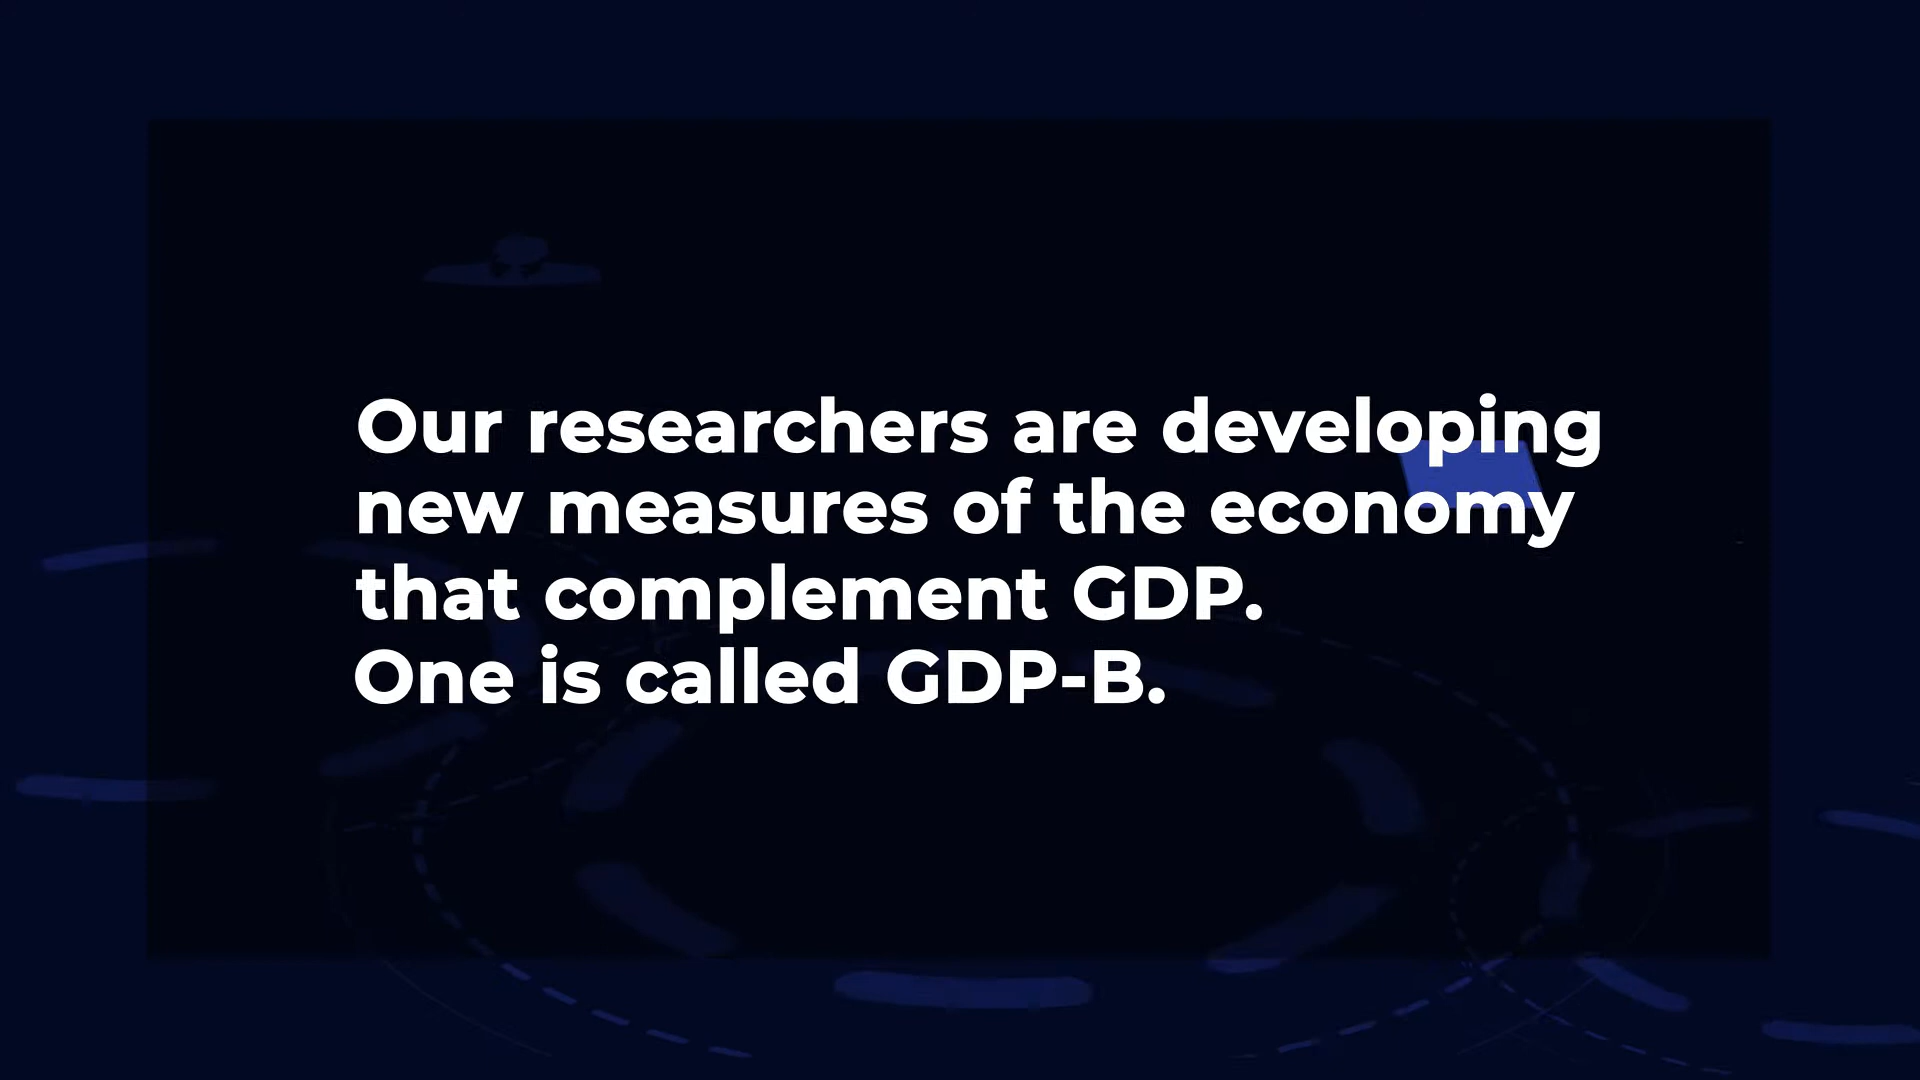 Our researchers are developing
new measures of the economy
that complement GDP.
One is called GDP-B.